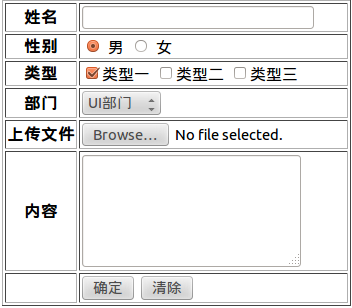 姓名
性别 男 女
类型 类型一 类型二 类型三
部门 UI部门
上传文件 Browse... No file selected.
内容
确定 清除